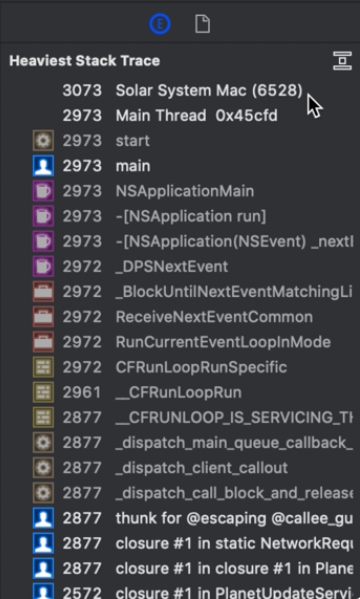 E
Heaviest Stack Trace
3073 Solar System Mac (6528)
2973 Main Thread 0x45cfd
2973 start
2973 main
2973 NSApplicationMain
2973 -[NSApplication run]
2973 -[NSApplication(NSEvent) _nextI
2972 _DPSNextEvent
2972 _BlockUntilNextEventMatchingLi
2972 ReceiveNextEventCommon
2972 RunCurrentEventLoopInMode
2972 CFRunLoopRunSpecific
2961 __CFRunLoopRun
2877 __CFRUNLOOP_IS_SERVICING_TH
2877 _dispatch_main_queue_callback_
2877 _dispatch_client_callout
2877 _dispatch_call_block_and_release
2877 thunk for @escaping @callee_gu
2877 closure #1 in static NetworkRequ
2877 closure #1 in closure #1 in Plane
2572 closure #1 in PlanetUpdateServi